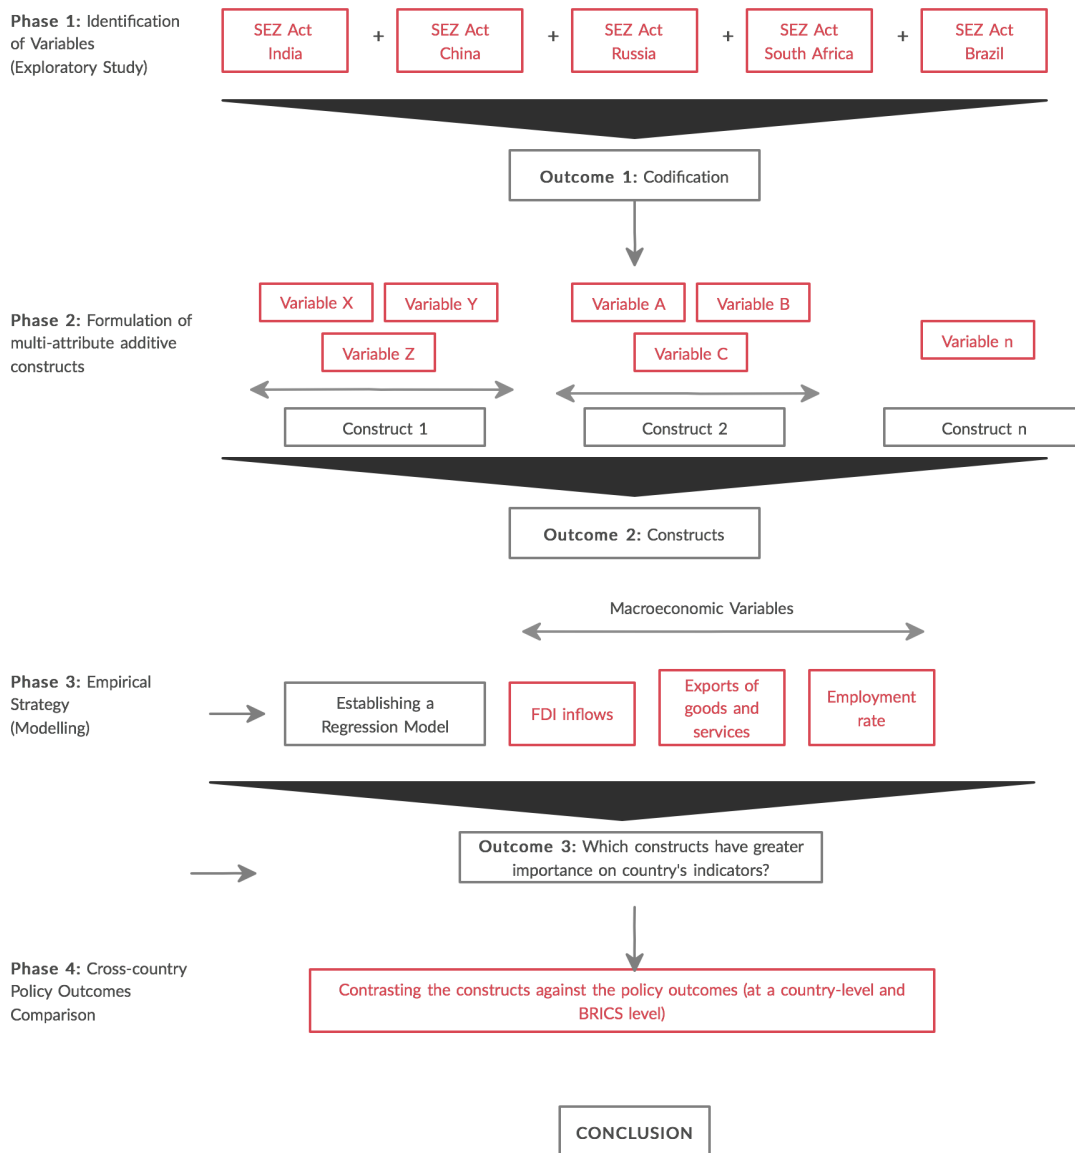 Phase 1: Identification
of Variables
(Exploratory Study)
SEZ Act
India
+
SEZ Act
China
+
SEZ Act
Russia
+
SEZ Act
South Africa
+
SEZ Act
Brazil
Outcome 1: Codification
Phase 2: Formulation of
multi-attribute additive
constructs
Variable X
Variable Y
Variable Z
Variable A
Variable B
Variable C
Variable n
Construct 1
Construct 2
Construct n
Outcome 2: Constructs
Macroeconomic Variables
Phase 3: Empirical
Strategy
(Modelling)
Establishing a
Regression Model
FDI inflows
Exports of
goods and
services
Employment
rate
Outcome 3: Which constructs have greater
importance on country's indicators?
Phase 4: Cross-country
Policy Outcomes
Comparison
Contrasting the constructs against the policy outcomes (at a country-level and
BRICS level)
CONCLUSION